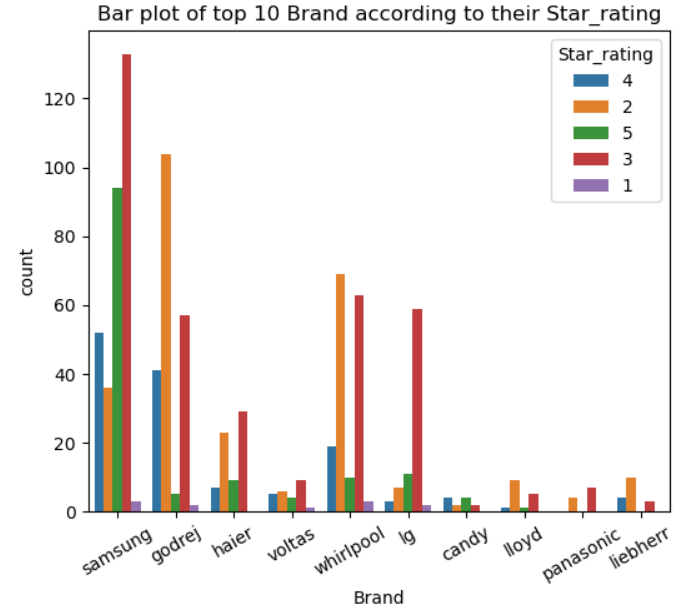 Bar plot of top 10 Brand according to their Star_rating
Star_rating
4
2
5
3
1
count
120
100
80
60
40
20
0
samsung
godrej
haier
voltas
whirlpool
lg
candy
lloyd
panasonic
liebherr
Brand